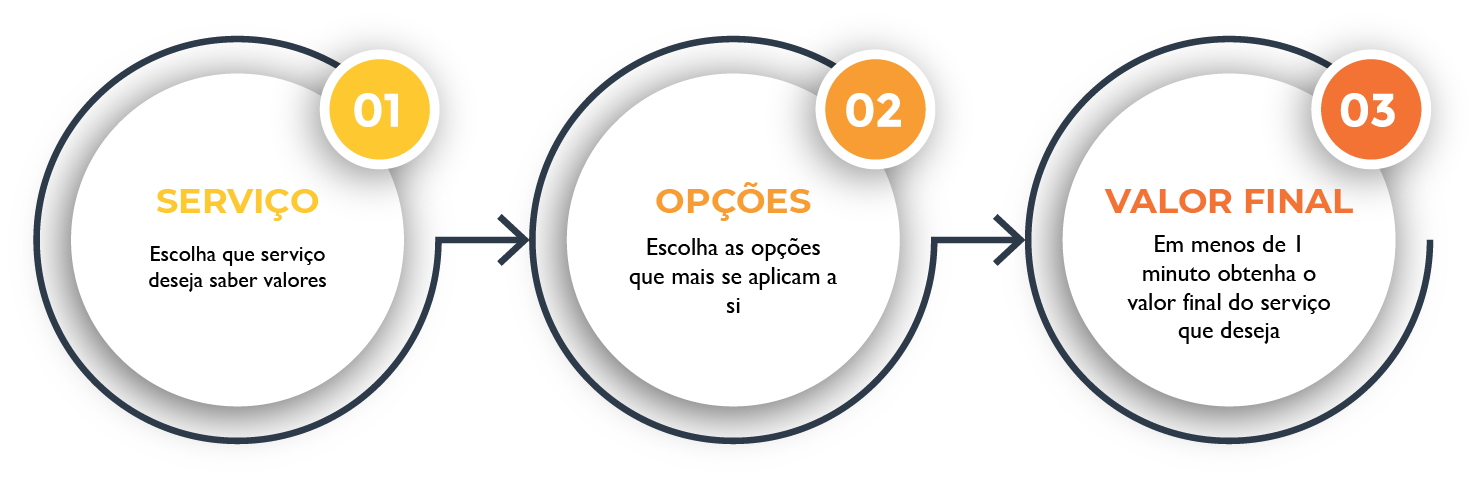 01
SERVIÇO
Escolha que serviço
deseja saber valores
02
OPÇÕES
Escolha as opções
que mais se aplicam a
si
03
VALOR FINAL
Em menos de 1
minuto obtenha o
valor final do serviço
que deseja